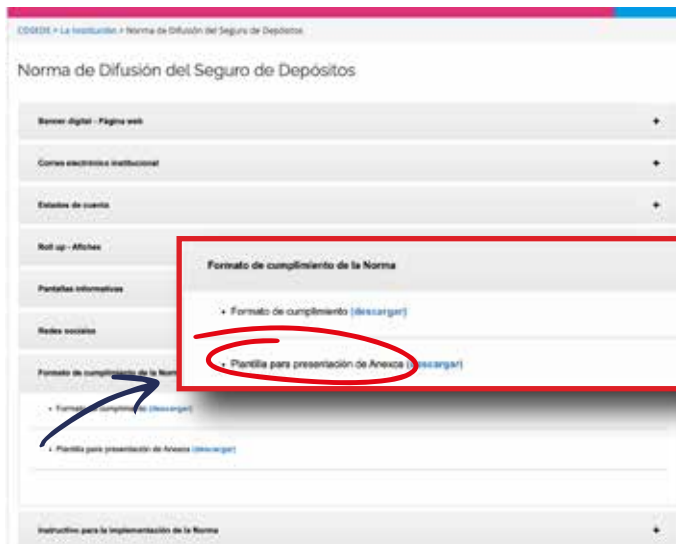 COSEDE > La Institución > Norma de Difusión del Seguro de Depósitos
Norma de Difusión del Seguro de Depósitos
Banner digital - Página web +
Correo electrónico institucional +
Estados de cuenta +
Roll up - Afiches
Pantallas informativas
Redes sociales
Formato de cumplimiento de la Norma
• Formato de cumplimiento (descargar)
• Plantilla para presentación de Anexos (descargar)
Instructivo para la implementación de la Norma +
Formato de cumplimiento de la Norma
• Formato de cumplimiento (descargar)
• Plantilla para presentación de Anexos (descargar)